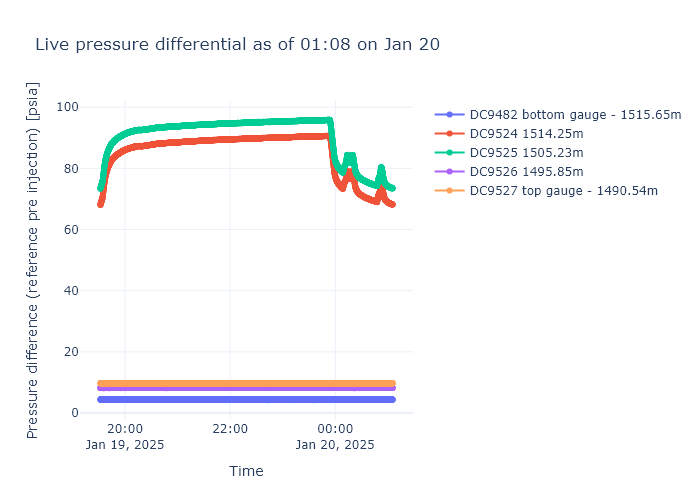 Live pressure differential as of 01:08 on Jan 20
Pressure difference (reference pre injection) [psia]
100
80
60
40
20
0
20:00
Jan 19, 2025
22:00
00:00
Jan 20, 2025
Time
DC9482 bottom gauge - 1515.65m
DC9524 1514.25m
DC9525 1505.23m
DC9526 1495.85m
DC9527 top gauge - 1490.54m